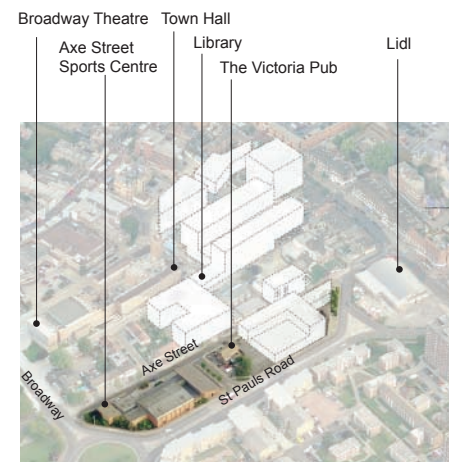 Broadway Theatre
Town Hall
Axe Street
Sports Centre
Library
The Victoria Pub
Lidl
Axe Street
St Pauls Road
Broadway